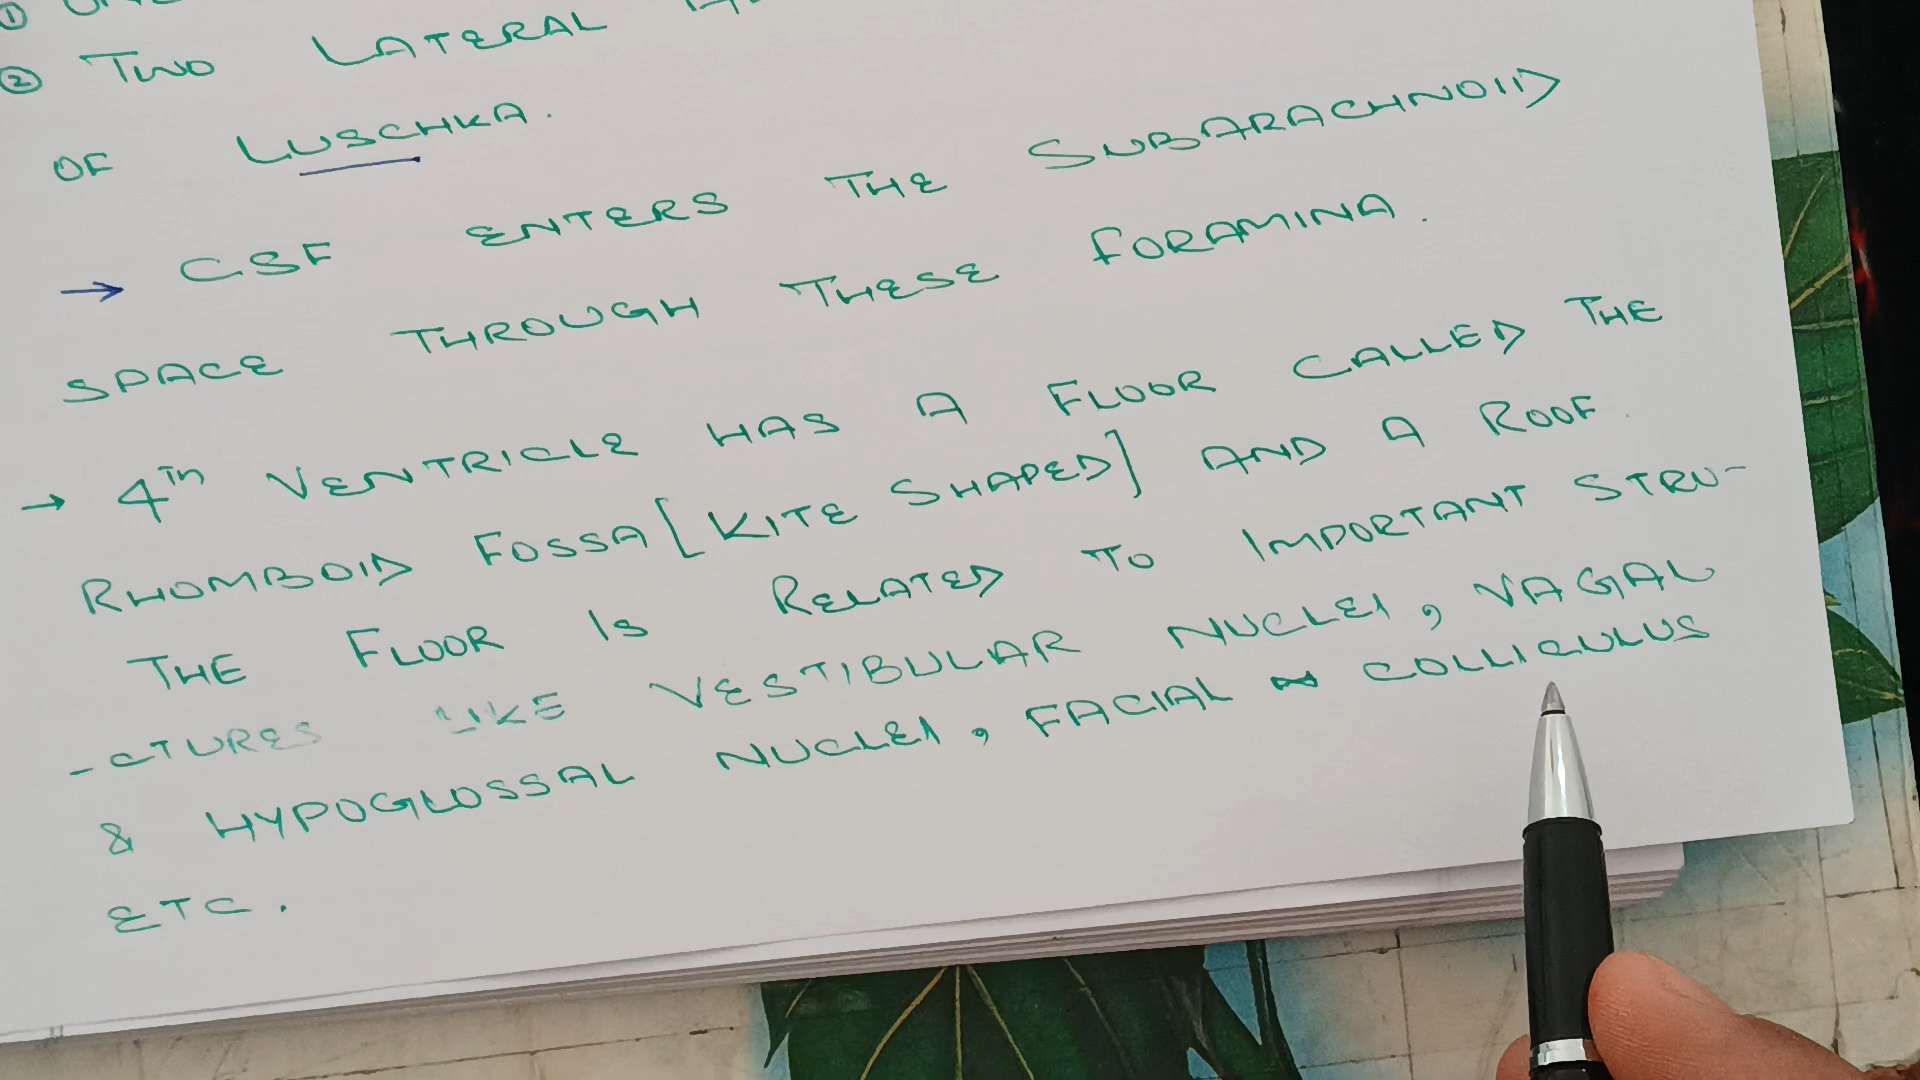 ①
② TWO LATERAL
OF LUSCHKA.
→ CSF ENTERS THE SUBARACHNOID
SPACE THROUGH THESE FORAMINA.
→ 4th VENTRICLE HAS A FLOOR CALLED THE
RHOMBOID FOSSA [KITE SHAPED] AND A ROOF.
THE FLOOR IS RELATED TO IMPORTANT STRU-
-CTURES LIKE VESTIBULAR NUCLEI, VAGAL
& HYPOGLOSSAL NUCLEI, FACIAL COLLICULUS
ETC.